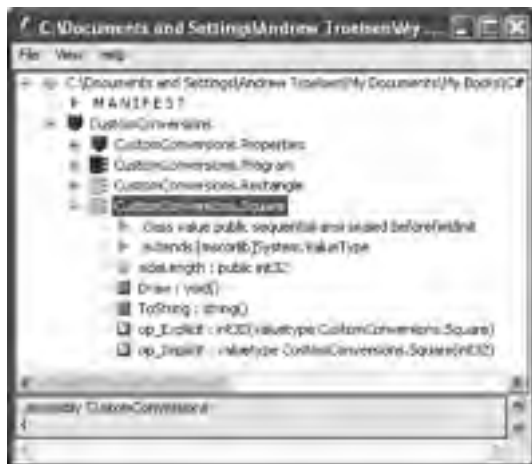 C:\Documents and Settings\Andrew Troelsen\My ...
File View Help
C:\Documents and Settings\Andrew Troelsen\My Documents\My Books\C#
MANIFEST
CustomConversions
CustomConversions.Properties
CustomConversions.Program
CustomConversions.Rectangle
CustomConversions.Square
.class value public sequential ansi sealed beforefieldinit
.extends [mscorlib]System.ValueType
sideLength : public int32
Draw : void()
ToString : string()
op_Explicit : int32(valuetype CustomConversions.Square)
op_Implicit : valuetype CustomConversions.Square(int32)
.assembly CustomConversions
{